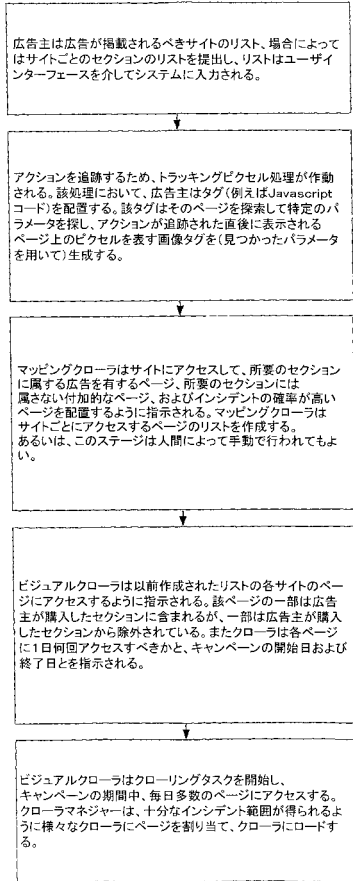 広告主は広告が掲載されるべきサイトのリスト、場合によって
はサイトごとのセクションのリストを提出し、リストはユーザイ
ンターフェースを介してシステムに入力される。
アクションを追跡するため、トラッキングピクセル処理が作動
される。該処理において、広告主はタグ(例えばJavascript
コード)を配置する。該タグはそのページを探索して特定のパ
ラメータを探し、アクションが追跡された直後に表示される
ページ上のピクセルを表す画像タグを(見つかったパラメータ
を用いて)生成する。
マッピングクローラはサイトにアクセスして、所要のセクション
に属する広告を有するページ、所要のセクションには
属さない付加的なページ、およびインシデントの確率が高い
ページを配置するように指示される。マッピングクローラは
サイトごとにアクセスするページのリストを作成する。
あるいは、このステージは人間によって手動で行われてもよ
い。
ビジュアルクローラは以前作成されたリストの各サイトのペー
ジにアクセスするように指示される。該ページの一部は広告
主が購入したセクションに含まれるが、一部は広告主が購入
したセクションから除外されている。またクローラは各ページ
に1日何回アクセスすべきかと、キャンペーンの開始日および
終了日とを指示される。
ビジュアルクローラはクローリングタスクを開始し、
キャンペーンの期間中、毎日多数のページにアクセスする。
クローラマネジャーは、十分なインシデント範囲が得られるよ
うに様々なクローラにページを割り当て、クローラにロードす
る。